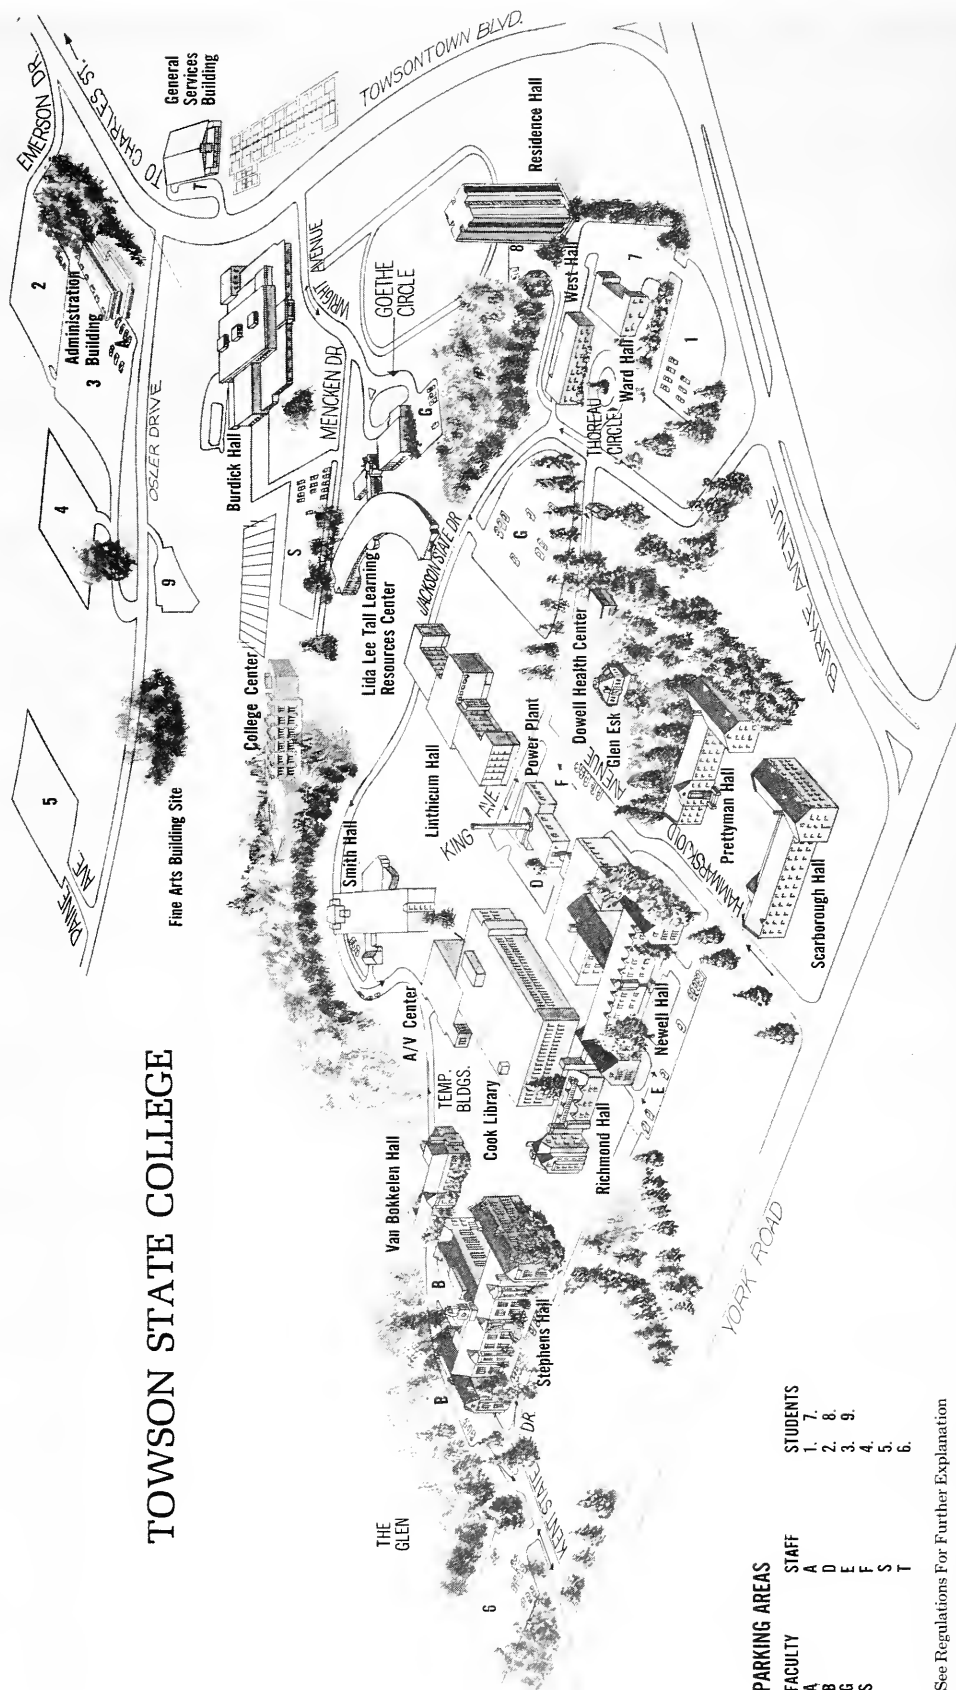 TOWSON STATE COLLEGE
EMERSON DR.
TO CHARLES ST.
General
Services
Building
T
TOWSONTOWN BLVD.
2
Administration
Building
3
A
OSLER DRIVE
4
9
5
PAINE AVE
Fine Arts Building Site
Burdick Hall
WRIGHT AVENUE
MENCKEN DR.
GOETHE
CIRCLE
G
S
Residence Hall
8
West Hall
7
Ward Hall
1
THOREAU
CIRCLE
College Center
Lida Lee Tall Learning
Resources Center
JACKSON STATE DR
G
Dowell Health Center
Glen Esk
BURKE AVENUE
Smith Hall
Linthicum Hall
KING AVE
Power Plant
F
D
HAMMARSKJOLD AVENUE
Prettyman Hall
Scarborough Hall
A/V Center
TEMP.
BLDGS.
Cook Library
Newell Hall
E
Richmond Hall
Van Bokkelen Hall
B
B
Stephens Hall
YORK ROAD
THE
GLEN
KENT STATE DR.
6
PARKING AREAS
FACULTY STAFF STUDENTS
A A 1. 7.
B D 2. 8.
G E 3. 9.
S F 4.
S 5.
T 6.
See Regulations For Further Explanation